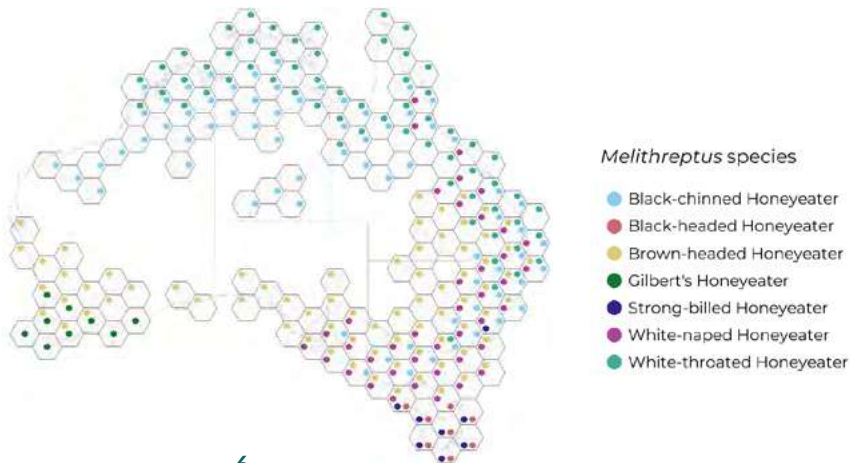 Melithreptus species
Black-chinned Honeyeater
Black-headed Honeyeater
Brown-headed Honeyeater
Gilbert's Honeyeater
Strong-billed Honeyeater
White-naped Honeyeater
White-throated Honeyeater